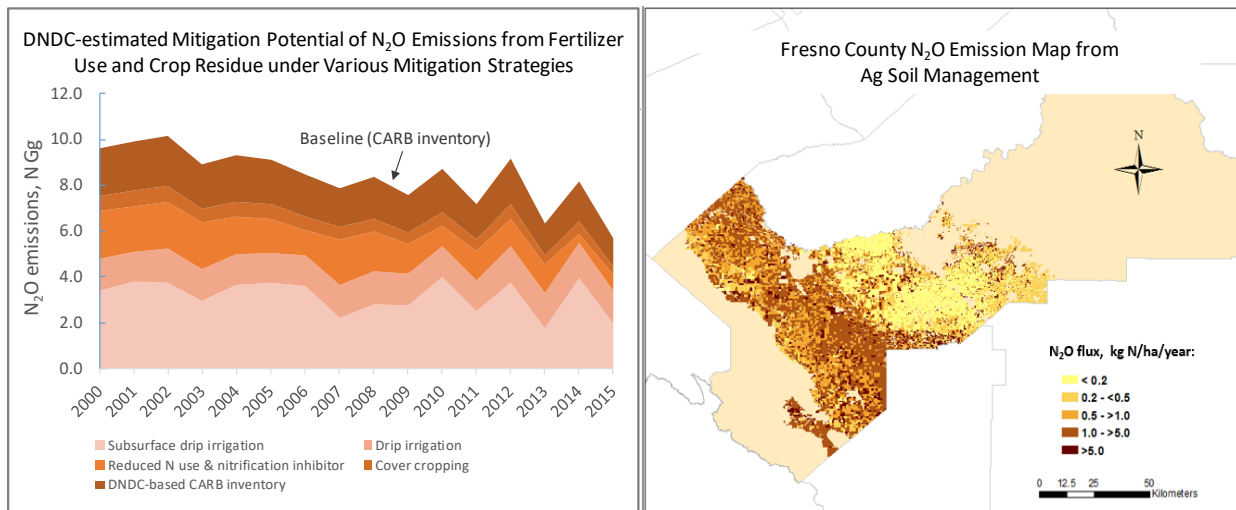 DNDC-estimated Mitigation Potential of N₂O Emissions from Fertilizer
Use and Crop Residue under Various Mitigation Strategies
12.0
10.0
8.0
6.0
4.0
2.0
0.0
N₂O emissions, N Gg
Baseline (CARB inventory)
2000 2001 2002 2003 2004 2005 2006 2007 2008 2009 2010 2011 2012 2013 2014 2015
Subsurface drip irrigation
Drip irrigation
Reduced N use & nitrification inhibitor
Cover cropping
DNDC-based CARB inventory
Fresno County N₂O Emission Map from
Ag Soil Management
N
N₂O flux, kg N/ha/year:
< 0.2
0.2 - <0.5
0.5 - >1.0
1.0 - >5.0
>5.0
0 12.5 25 50
Kilometers